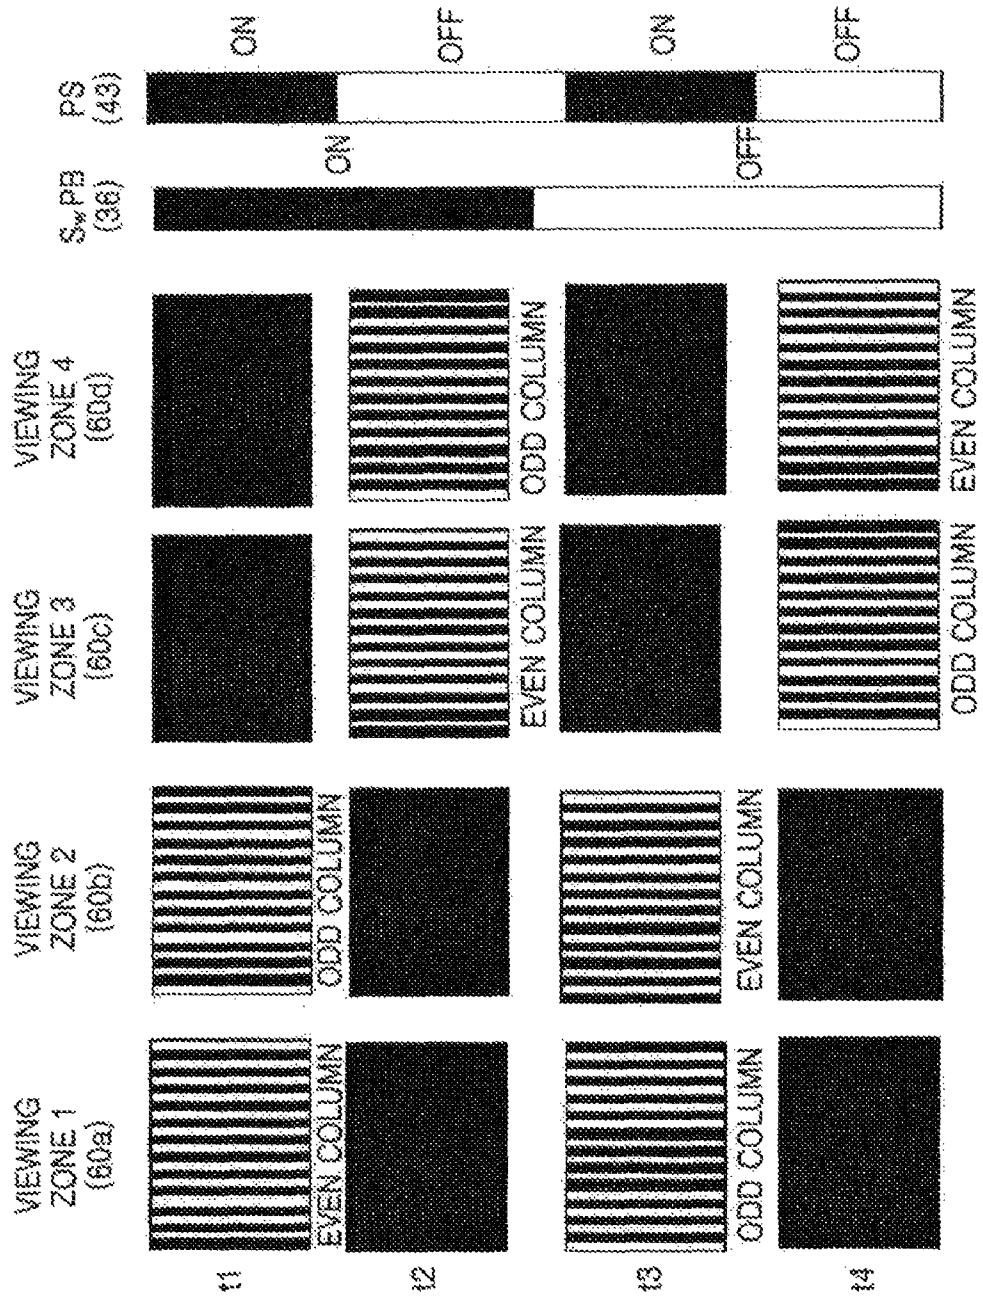 VIEWING
ZONE 1
(60a)
VIEWING
ZONE 2
(60b)
VIEWING
ZONE 3
(60c)
VIEWING
ZONE 4
(60d)
SwPB
(36)
PS
(43)
t1
EVEN COLUMN
ODD COLUMN
ON
ON
t2
EVEN COLUMN
ODD COLUMN
OFF
t3
ODD COLUMN
EVEN COLUMN
OFF
ON
t4
ODD COLUMN
EVEN COLUMN
OFF